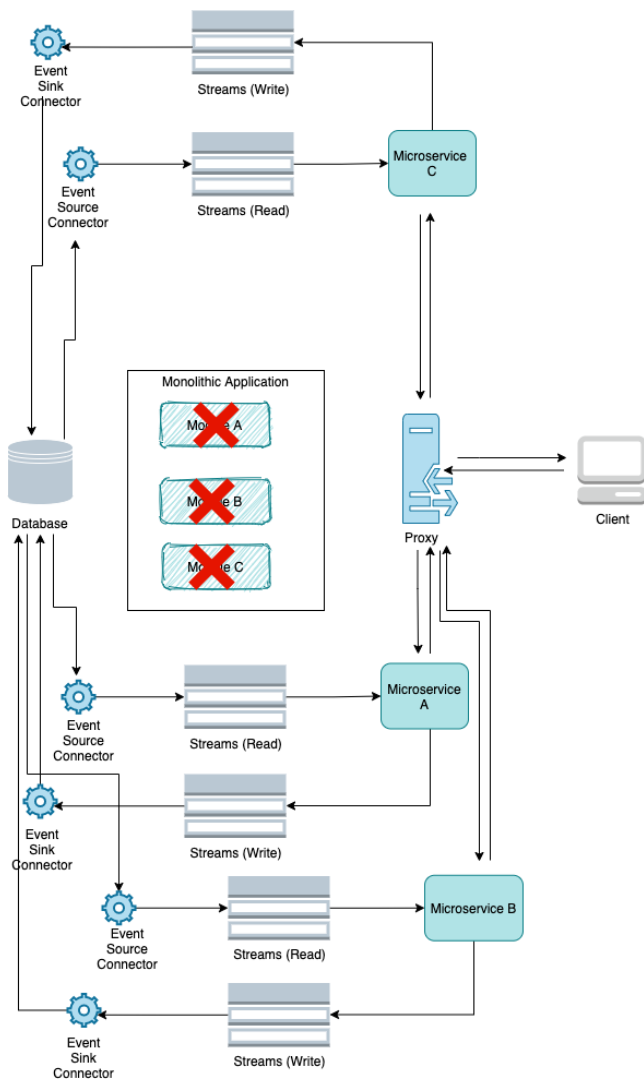 Event
Sink
Connector
Streams (Write)
Event
Source
Connector
Streams (Read)
Microservice
C
Monolithic Application
A
B
C
Database
Proxy
Client
Event
Source
Connector
Streams (Read)
Microservice
A
Event
Sink
Connector
Streams (Write)
Event
Source
Connector
Streams (Read)
Microservice B
Event
Sink
Connector
Streams (Write)